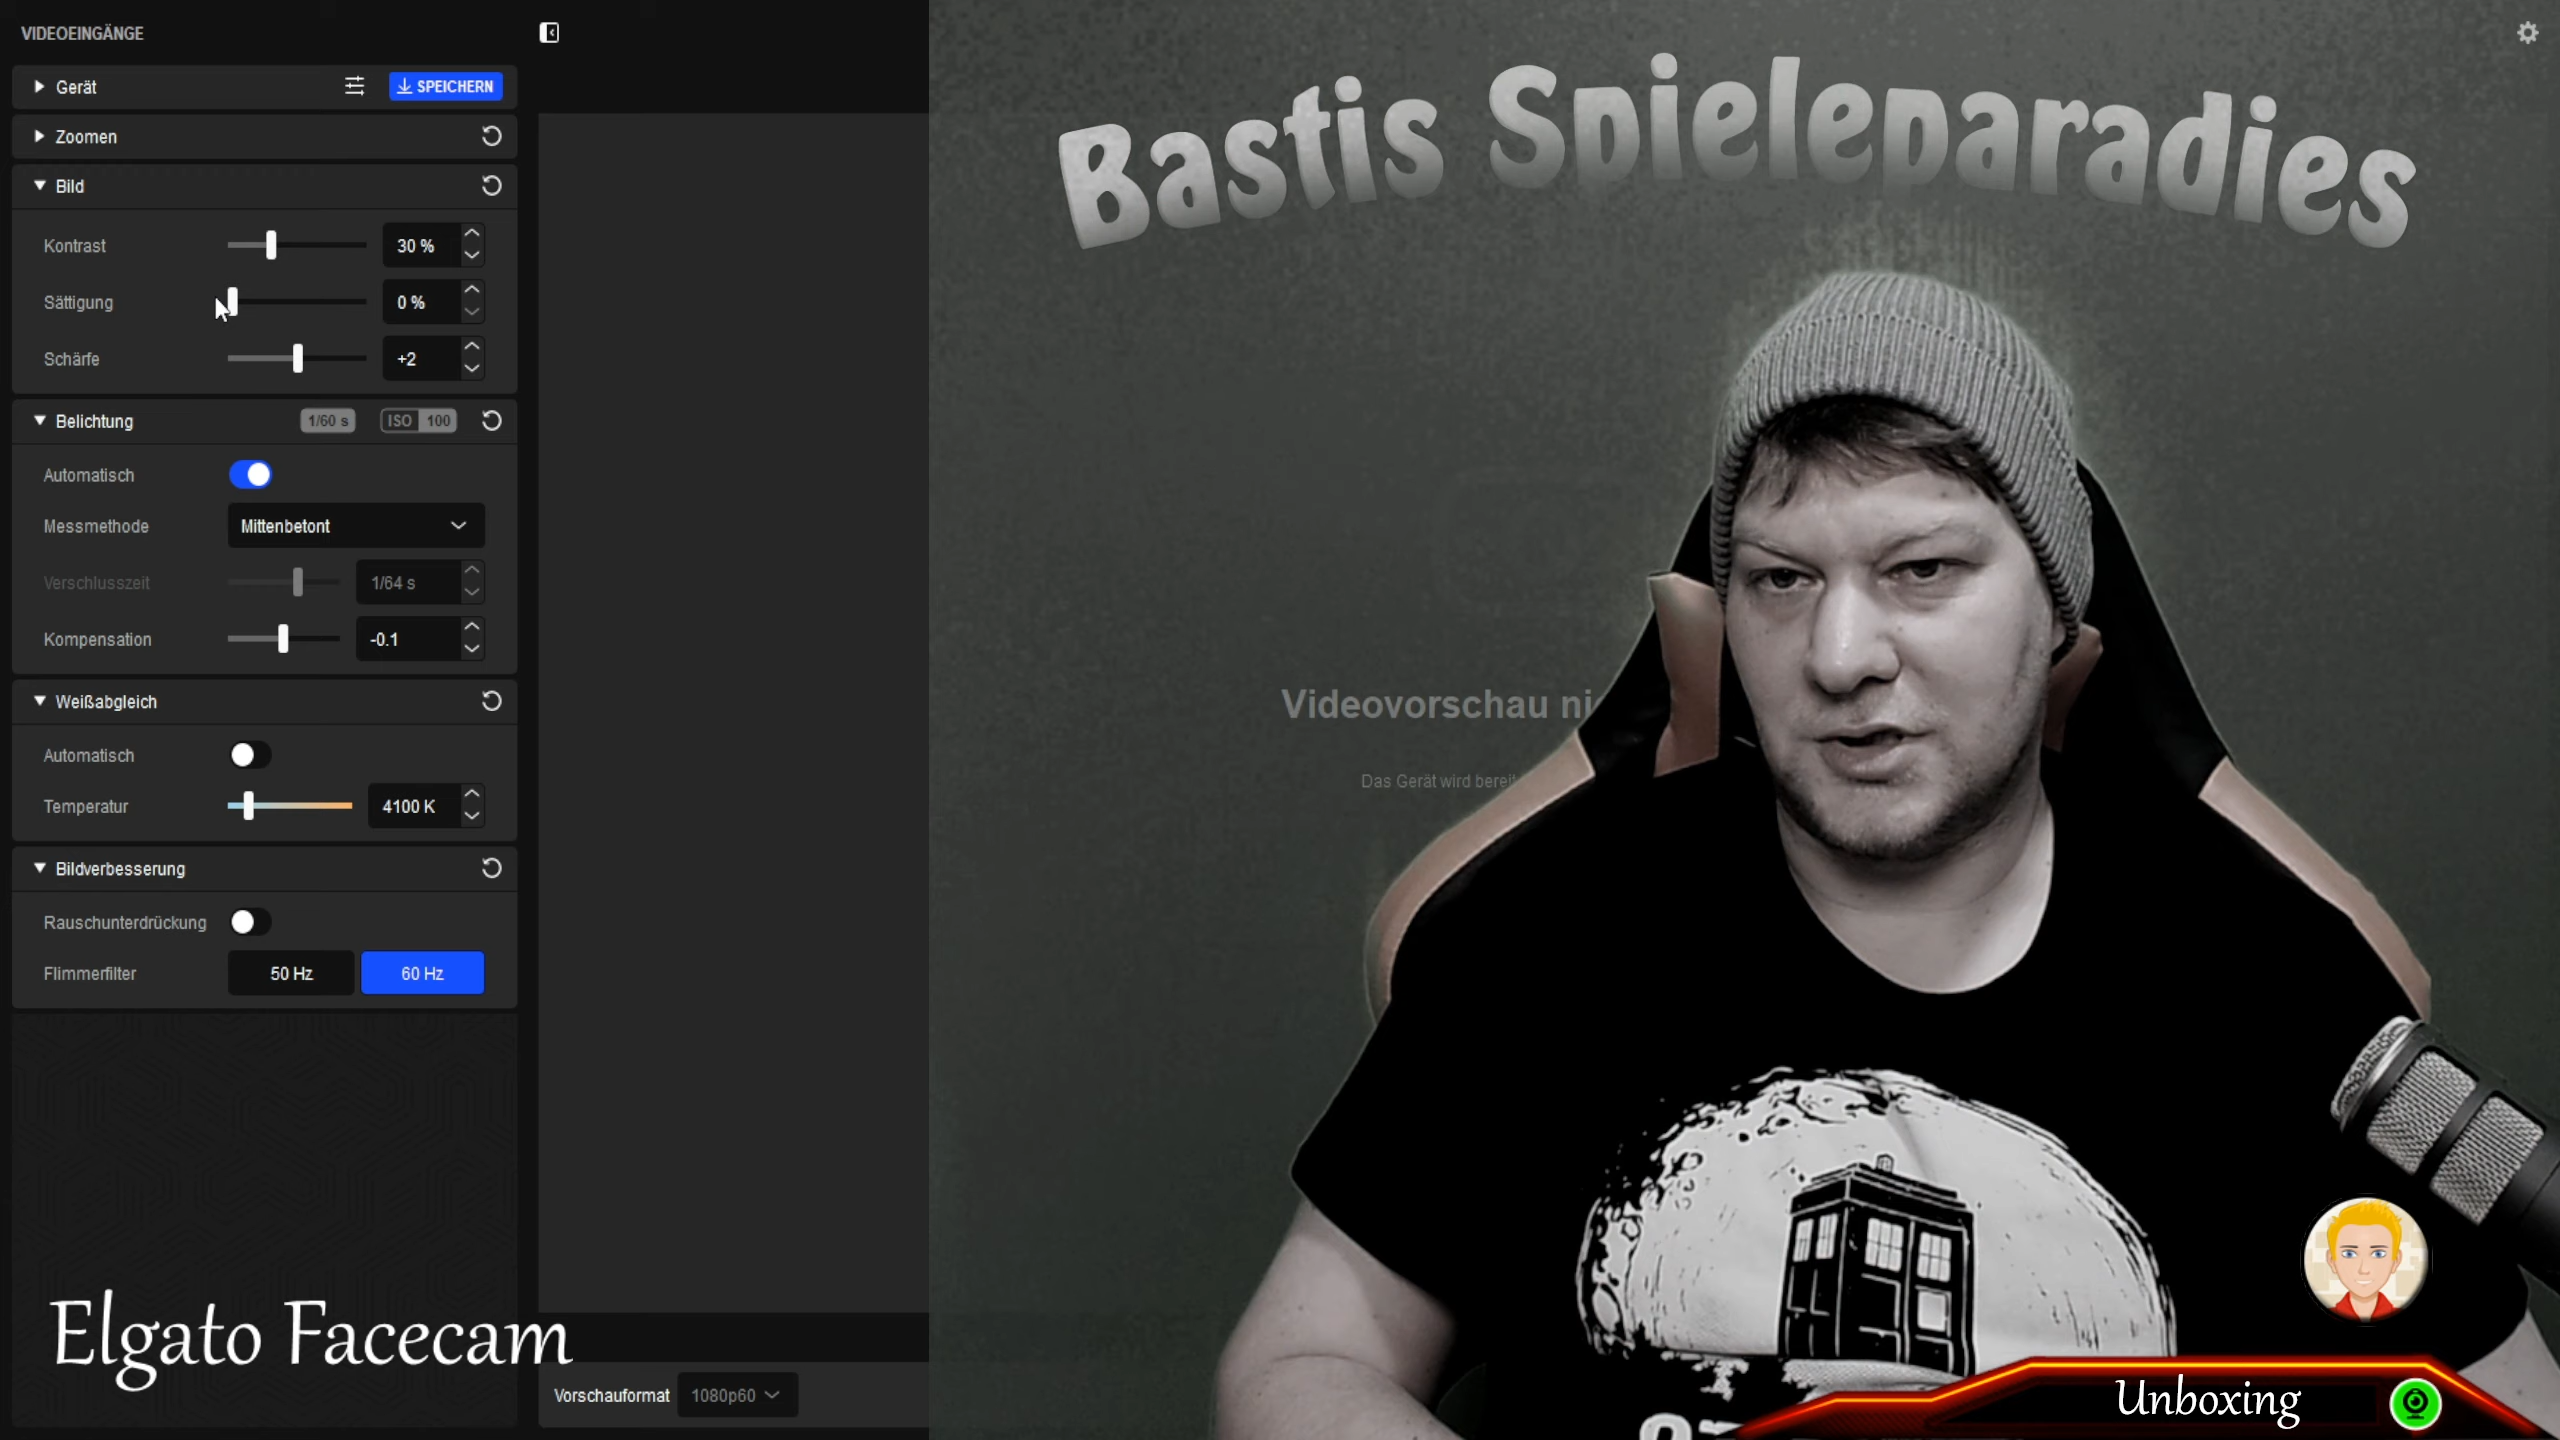 VIDEOEINGÄNGE
Gerät
SPEICHERN
Zoomen
Bild
Kontrast 30 %
Sättigung 0 %
Schärfe +2
Belichtung 1/60 s ISO 100
Automatisch
Messmethode Mittenbetont
Verschlusszeit 1/64 s
Kompensation -0.1
Weißabgleich
Automatisch
Temperatur 4100 K
Bildverbesserung
Rauschunterdrückung
Flimmerfilter 50 Hz 60 Hz
Elgato Facecam
Vorschauformat 1080p60
Bastis Spieleparadies
Videovorschau
Das Gerät wird
Unboxing